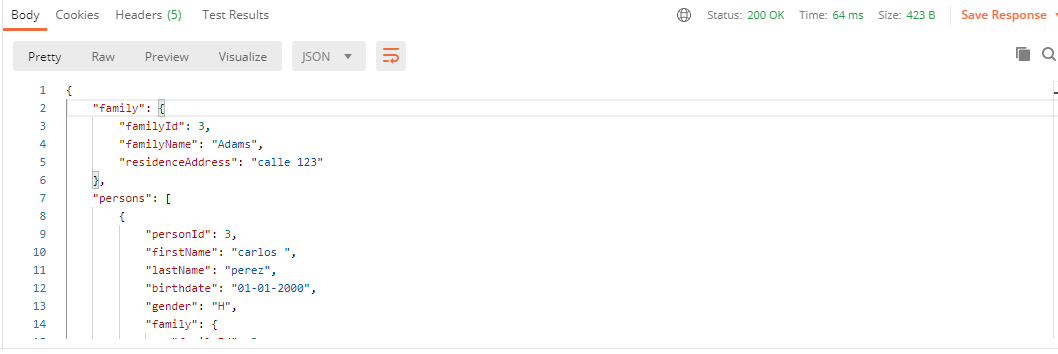 Body Cookies Headers (5) Test Results Status: 200 OK Time: 64 ms Size: 423 B Save Response
Pretty Raw Preview Visualize JSON
1 {
2 "family": {
3 "familyId": 3,
4 "familyName": "Adams",
5 "residenceAddress": "calle 123"
6 },
7 "persons": [
8 {
9 "personId": 3,
10 "firstName": "carlos ",
11 "lastName": "perez",
12 "birthdate": "01-01-2000",
13 "gender": "H",
14 "family": {